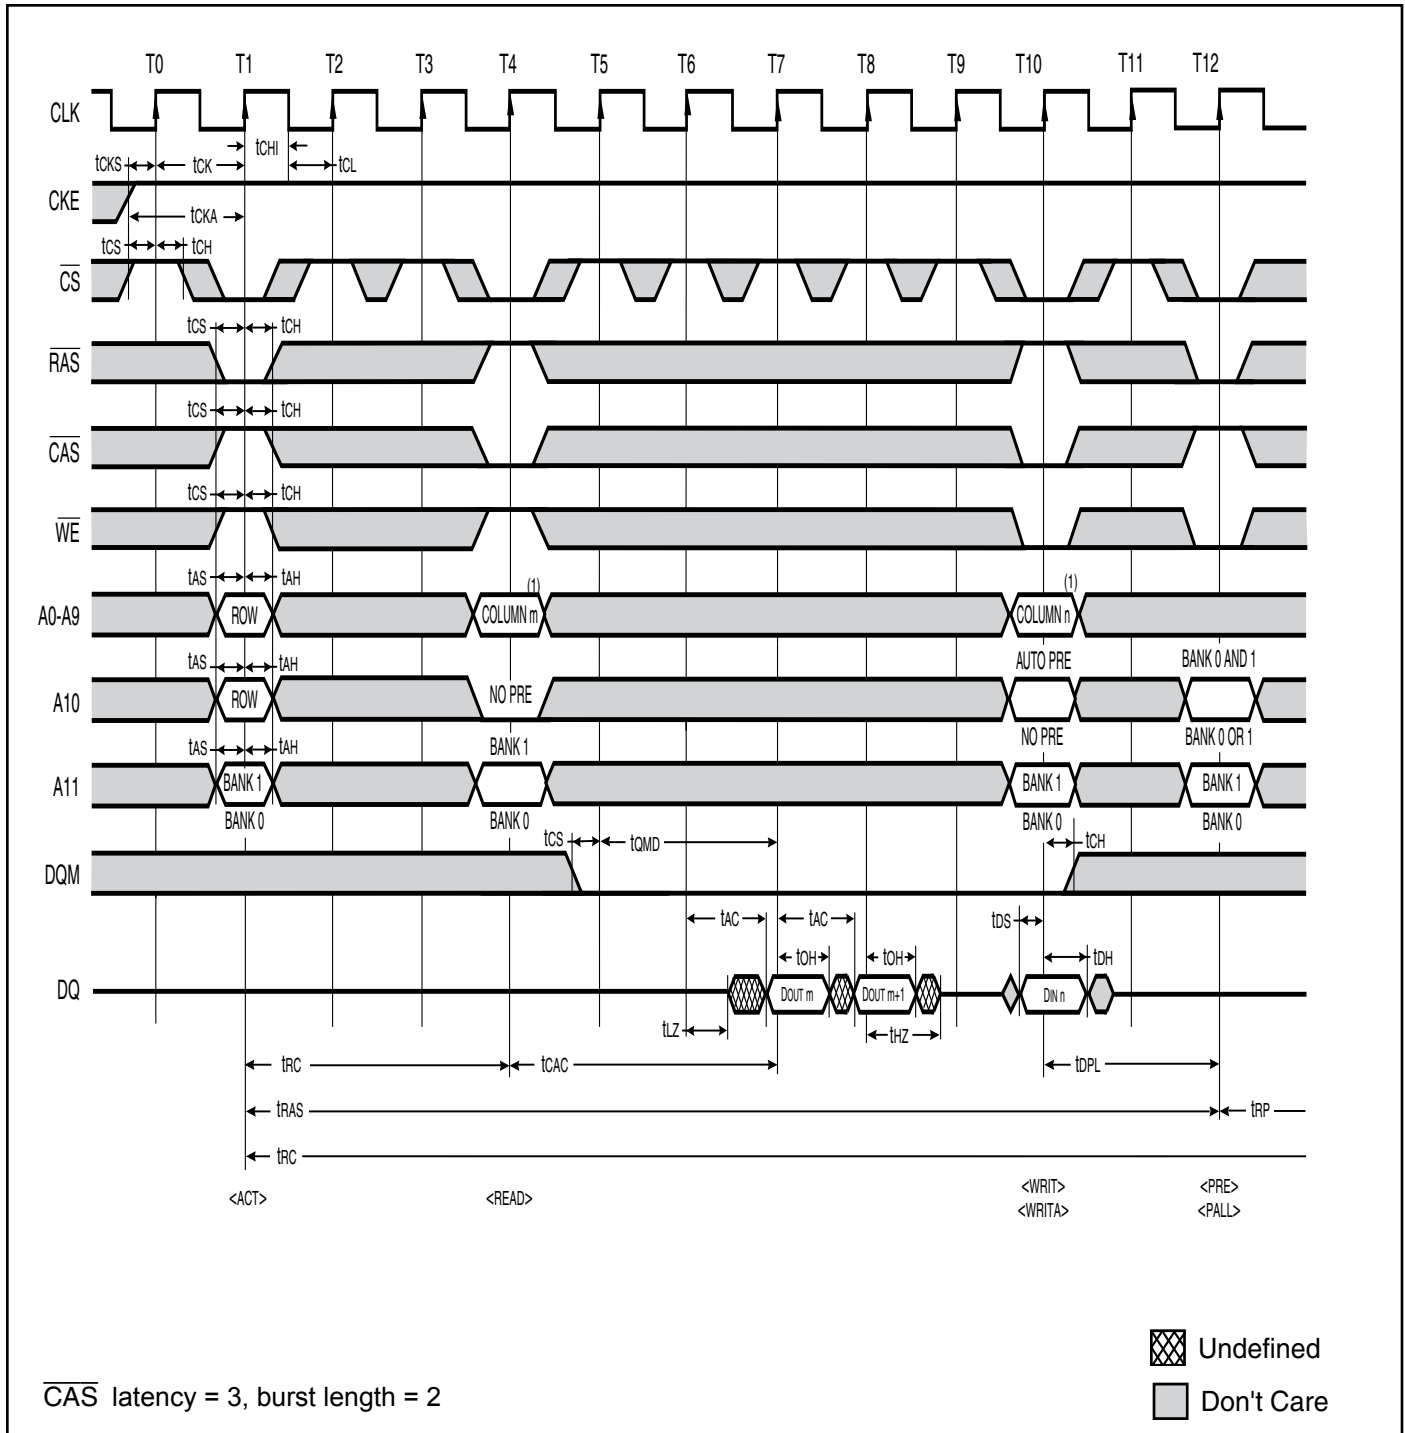 T0 T1 T2 T3 T4 T5 T6 T7 T8 T9 T10 T11 T12
CLK
tCHI
tCKS tCK tCL
CKE
tCKA
tCS tCH
CS
tCS tCH
RAS
tCS tCH
CAS
tCS tCH
WE
tAS tAH
(1) (1)
A0-A9 ROW COLUMN m COLUMN n
tAS tAH AUTO PRE BANK 0 AND 1
A10 ROW NO PRE
NO PRE BANK 0 OR 1
tAS tAH BANK 1
A11 BANK 1 BANK 1 BANK 1
BANK 0 BANK 0 BANK 0 BANK 0
tCS tQMD tCH
DQM
tAC tAC tDS
tOH tOH tDH
DQ DOUT m DOUT m+1 DIN n
tLZ tHZ
tRC tCAC tDPL
tRAS tRP
tRC
<ACT> <READ> <WRIT> <PRE>
<WRITA> <PALL>
Undefined
CAS latency = 3, burst length = 2
Don't Care